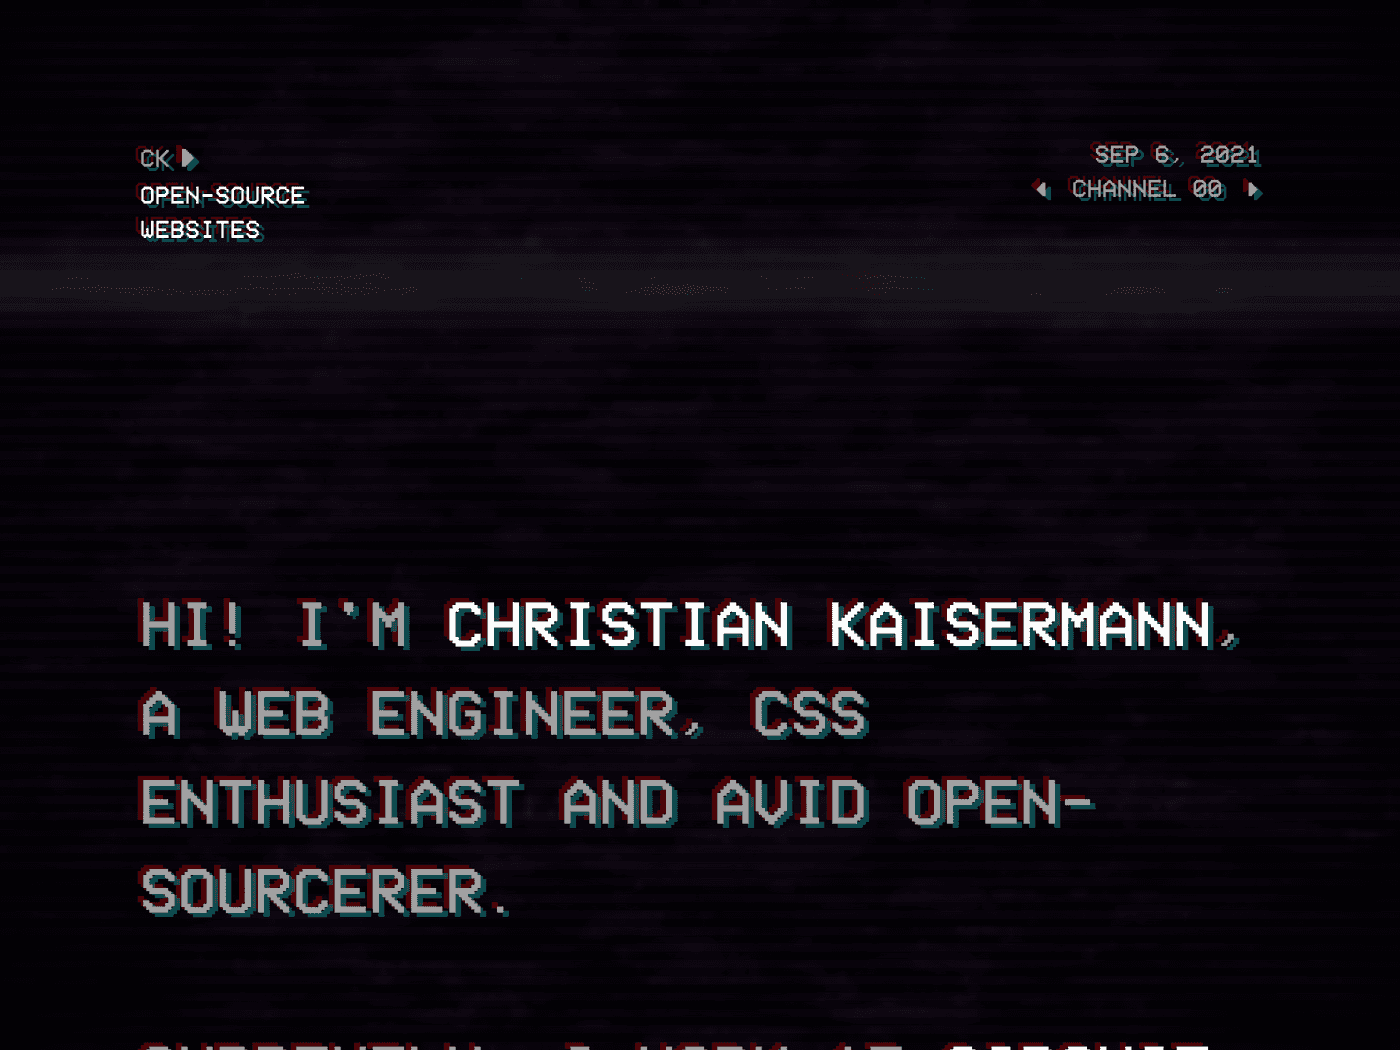 CK
OPEN-SOURCE
WEBSITES
SEP 6, 2021
CHANNEL 00
HI! I'M CHRISTIAN KAISERMANN,
A WEB ENGINEER, CSS
ENTHUSIAST AND AVID OPEN-
SOURCERER.